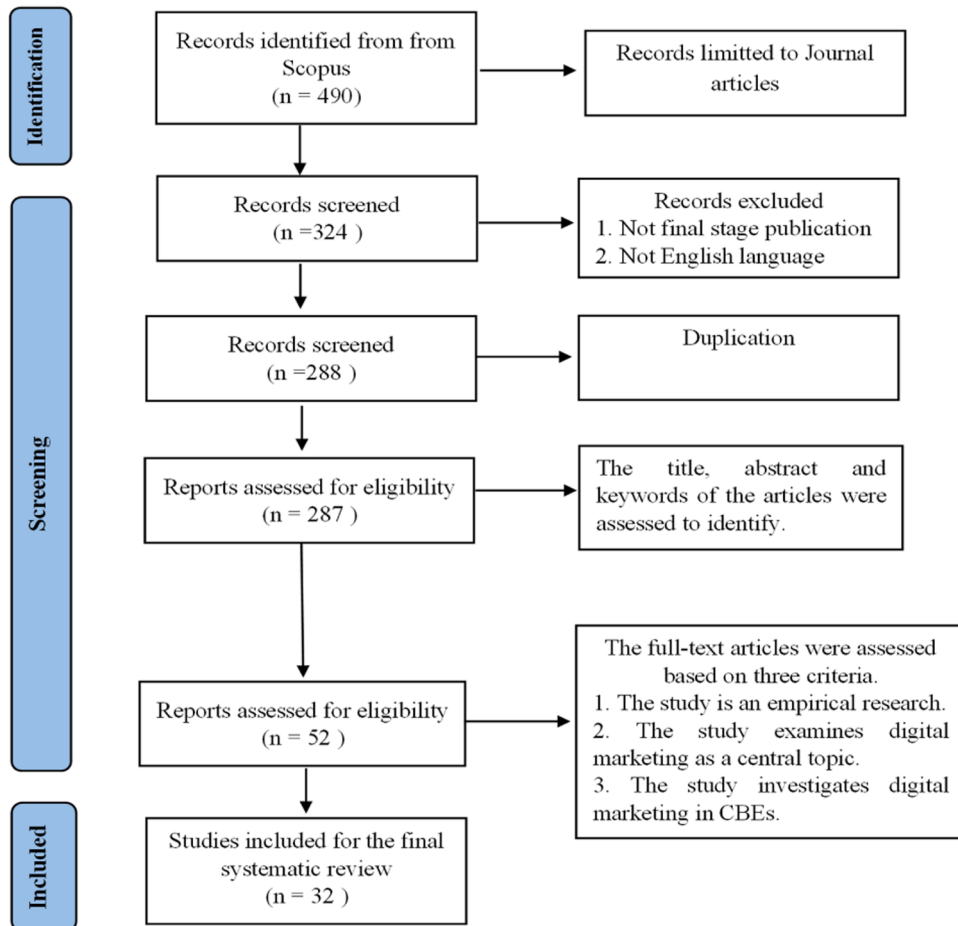 Identification
Records identified from from
Scopus
(n = 490)
Records limitted to Journal
articles
Screening
Records screened
(n =324 )
Records excluded
1. Not final stage publication
2. Not English language
Records screened
(n =288 )
Duplication
Reports assessed for eligibility
(n = 287 )
The title, abstract and
keywords of the articles were
assessed to identify.
Reports assessed for eligibility
(n = 52 )
The full-text articles were assessed
based on three criteria.
1. The study is an empirical research.
2. The study examines digital
marketing as a central topic.
3. The study investigates digital
marketing in CBEs.
Included
Studies included for the final
systematic review
(n = 32 )